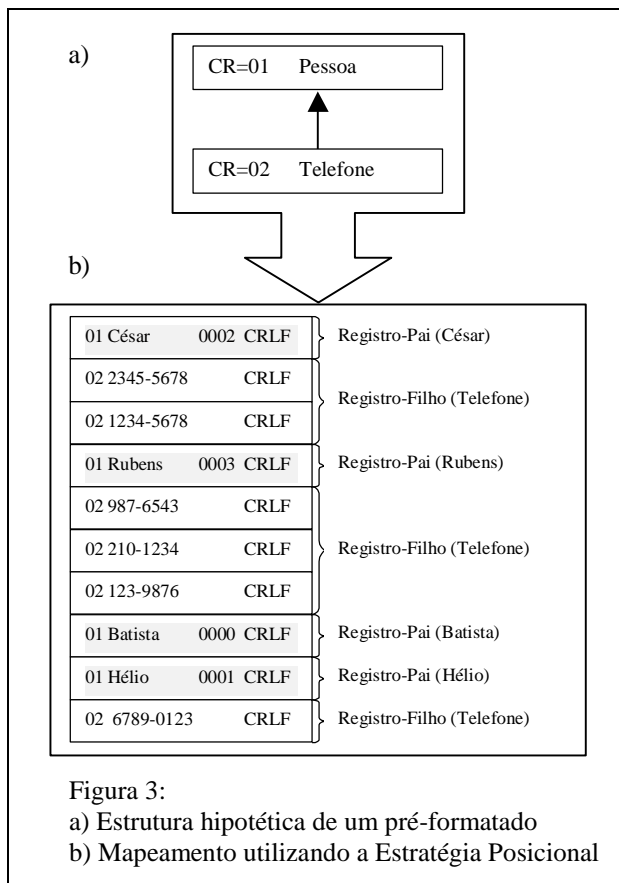 a)
CR=01 Pessoa
CR=02 Telefone
b)
01 César 0002 CRLF Registro-Pai (César)
02 2345-5678 CRLF
Registro-Filho (Telefone)
02 1234-5678 CRLF
01 Rubens 0003 CRLF Registro-Pai (Rubens)
02 987-6543 CRLF
02 210-1234 CRLF Registro-Filho (Telefone)
02 123-9876 CRLF
01 Batista 0000 CRLF Registro-Pai (Batista)
01 Hélio 0001 CRLF Registro-Pai (Hélio)
02 6789-0123 CRLF Registro-Filho (Telefone)
Figura 3:
a) Estrutura hipotética de um pré-formatado
b) Mapeamento utilizando a Estratégia Posicional